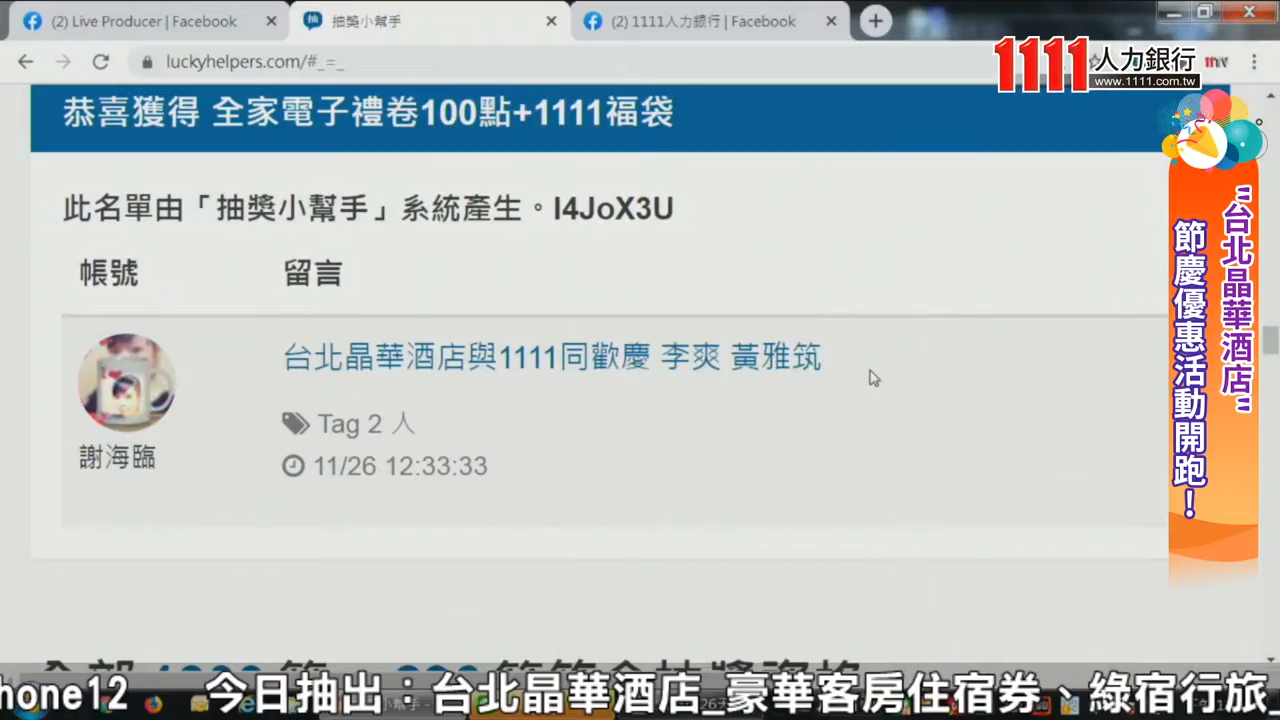 (2) Live Producer | Facebook
抽獎小幫手
(2) 1111人力銀行 | Facebook
luckyhelpers.com/#_=_
1111人力銀行
www.1111.com.tw
恭喜獲得 全家電子禮卷100點+1111福袋
此名單由「抽獎小幫手」系統產生。I4JoX3U
帳號
留言
台北晶華酒店與1111同歡慶 李爽 黃雅筑
Tag 2 人
謝海臨
11/26 12:33:33
"台北晶華酒店"
節慶優惠活動開跑！
hone12 今日抽出：台北晶華酒店_豪華客房住宿券、綠宿行旅_